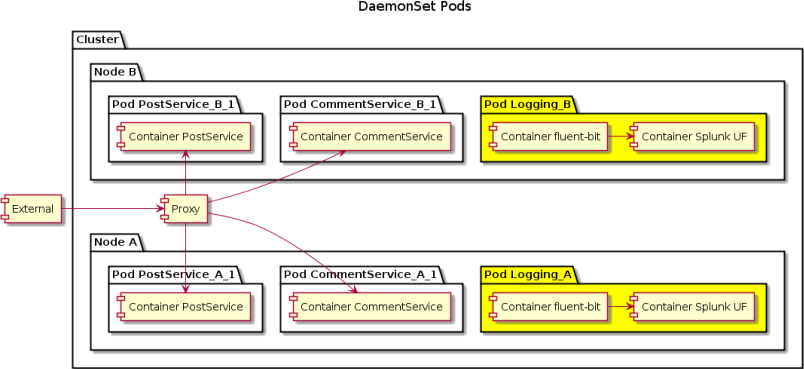 DaemonSet Pods
Cluster
Node B
Pod PostService_B_1
Container PostService
Pod CommentService_B_1
Container CommentService
Pod Logging_B
Container fluent-bit
Container Splunk UF
External
Proxy
Node A
Pod PostService_A_1
Container PostService
Pod CommentService_A_1
Container CommentService
Pod Logging_A
Container fluent-bit
Container Splunk UF